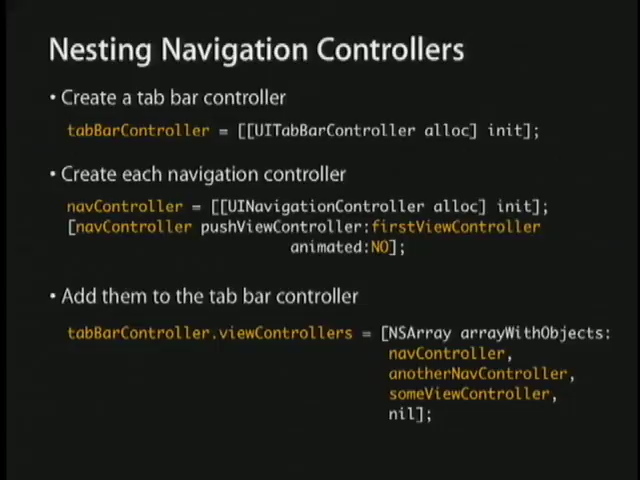 Nesting Navigation Controllers
• Create a tab bar controller
tabBarController = [[UITabBarController alloc] init];
• Create each navigation controller
navController = [[UINavigationController alloc] init];
[navController pushViewController:firstViewController
animated:NO];
• Add them to the tab bar controller
tabBarController.viewControllers = [NSArray arrayWithObjects:
navController,
anotherNavController,
someViewController,
nil];